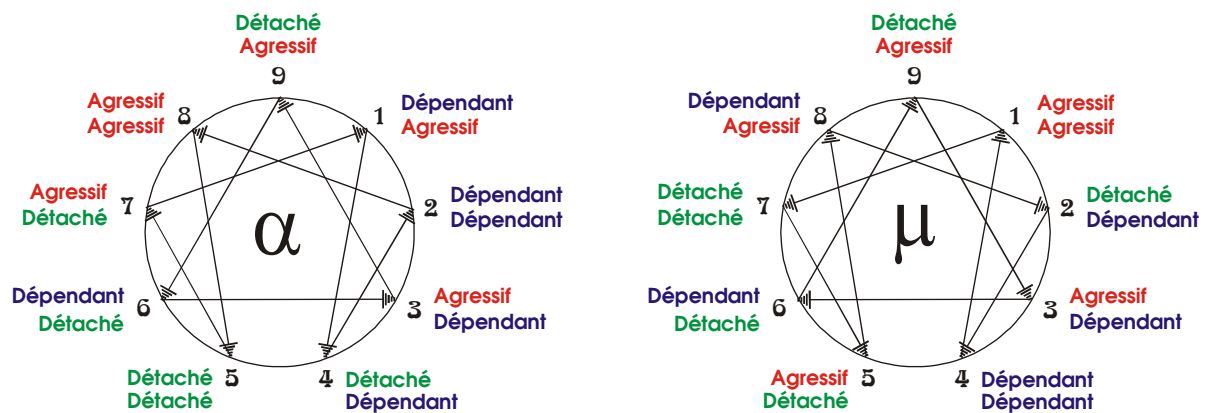 Détaché
Agressif
9
Agressif
Agressif
8
1
Dépendant
Agressif
Agressif
Détaché
7
2
Dépendant
Dépendant
α
Dépendant
Détaché
6
3
Agressif
Dépendant
Détaché
Détaché
5
4
Détaché
Dépendant
Détaché
Agressif
9
Dépendant
Agressif
8
1
Agressif
Agressif
Détaché
Détaché
7
2
Détaché
Dépendant
μ
Dépendant
Détaché
6
3
Agressif
Dépendant
Agressif
Détaché
5
4
Dépendant
Dépendant